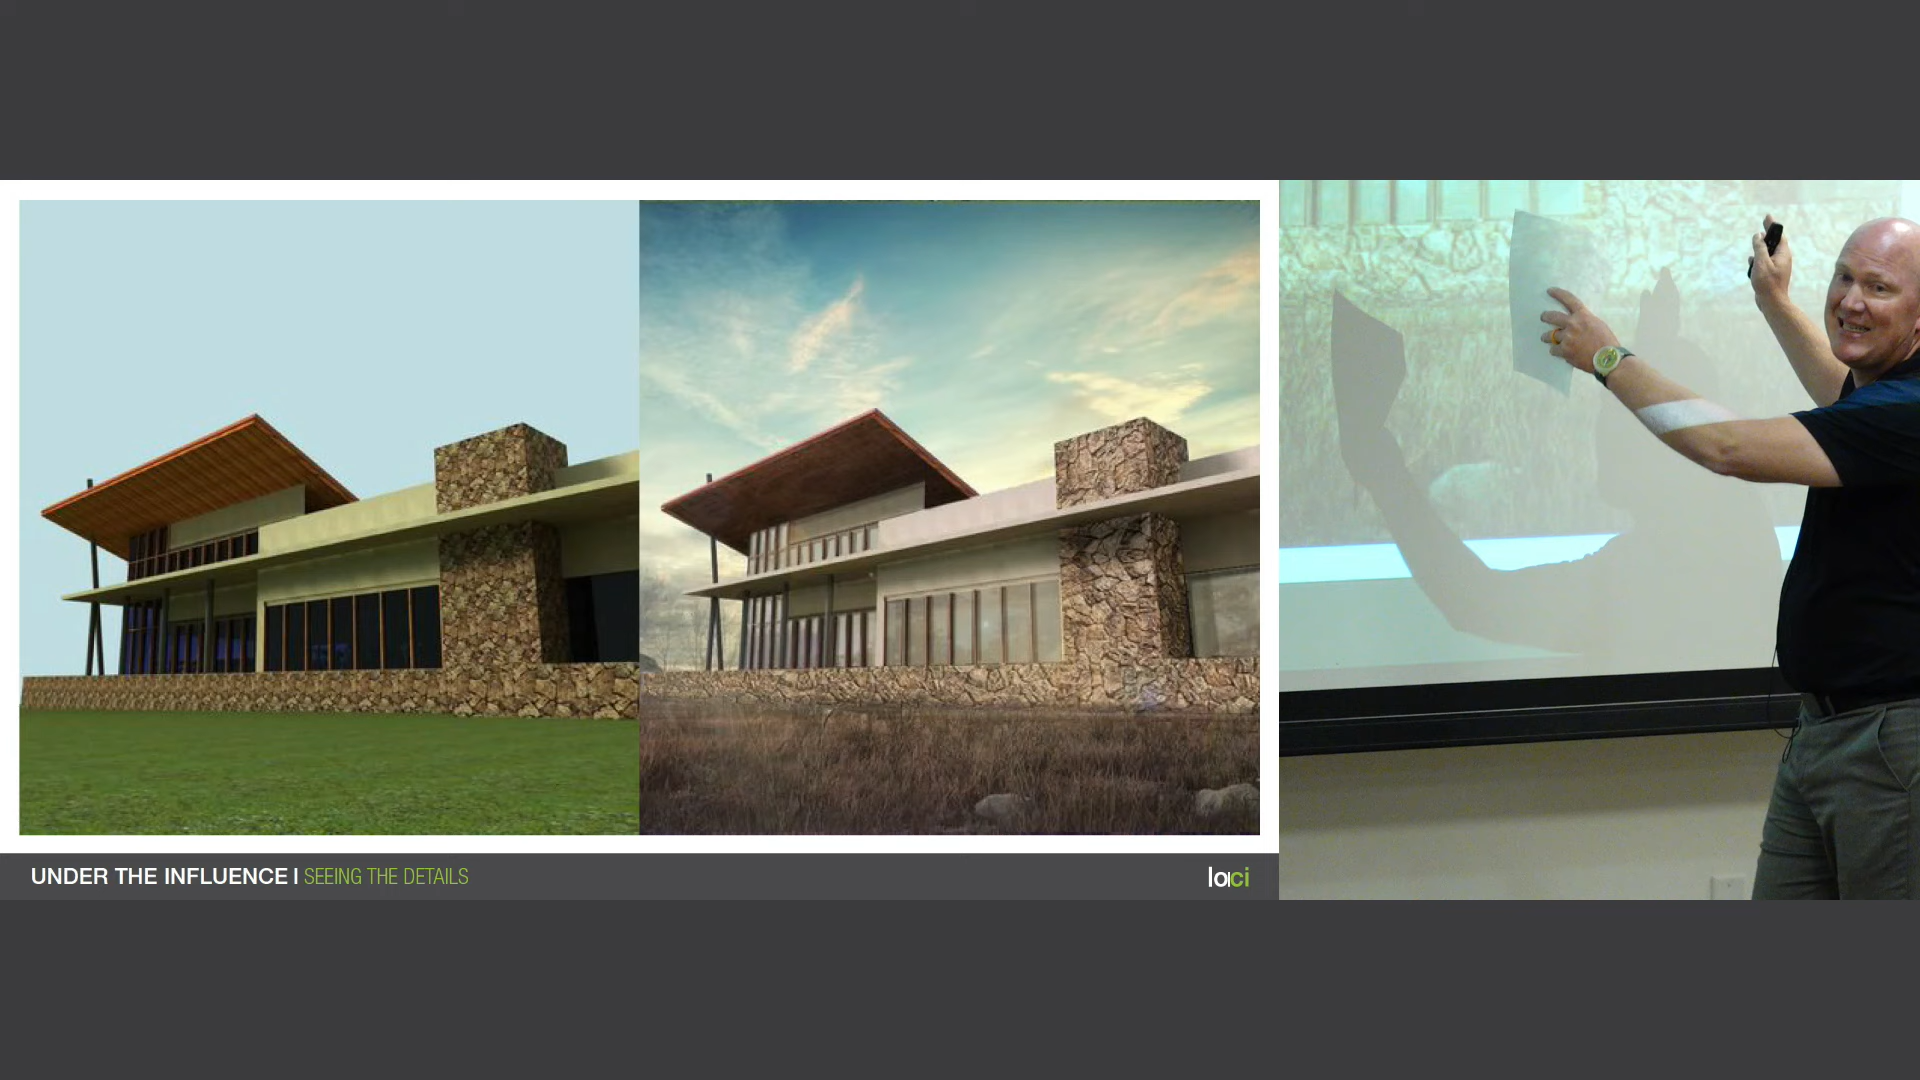 UNDER THE INFLUENCE | SEEING THE DETAILS
loci